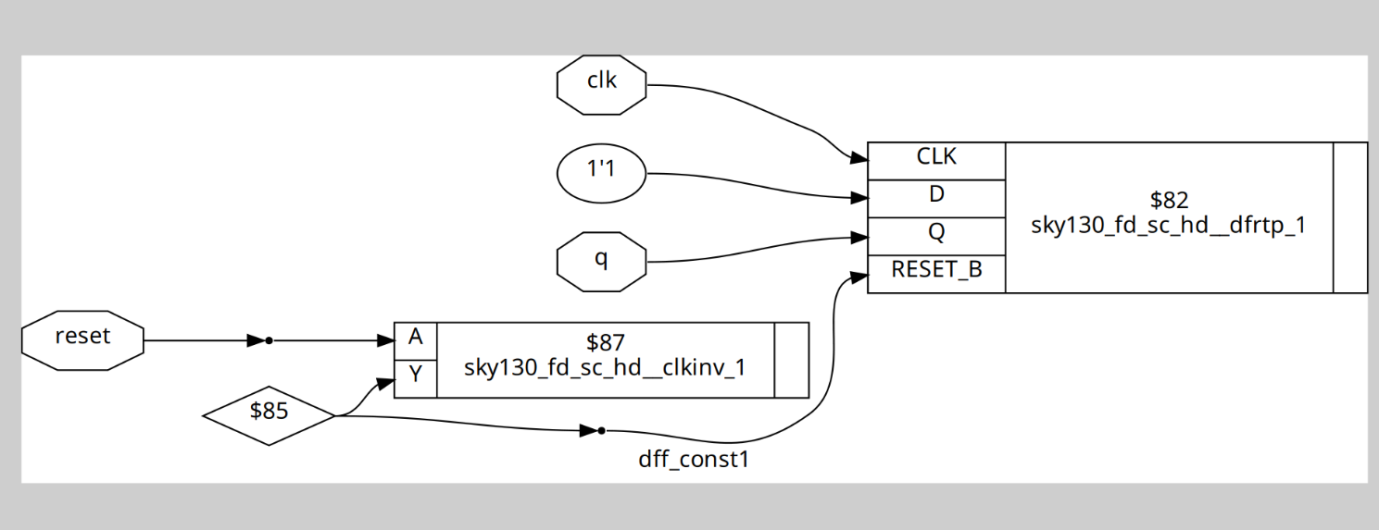 clk
1'1
q
CLK
D
Q
RESET_B
$82
sky130_fd_sc_hd__dfrtp_1
reset
A
Y
$87
sky130_fd_sc_hd__clkinv_1
$85
dff_const1